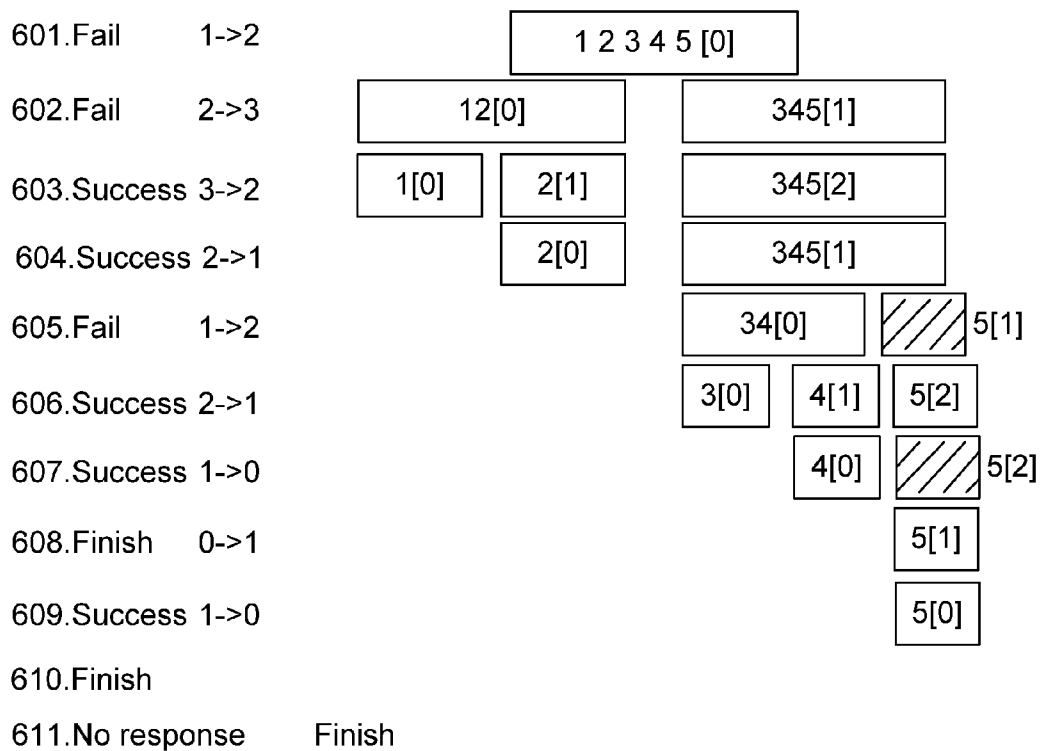 601.Fail 1->2 1 2 3 4 5 [0]
602.Fail 2->3 12[0] 345[1]
603.Success 3->2 1[0] 2[1] 345[2]
604.Success 2->1 2[0] 345[1]
605.Fail 1->2 34[0] 5[1]
606.Success 2->1 3[0] 4[1] 5[2]
607.Success 1->0 4[0] 5[2]
608.Finish 0->1 5[1]
609.Success 1->0 5[0]
610.Finish
611.No response Finish